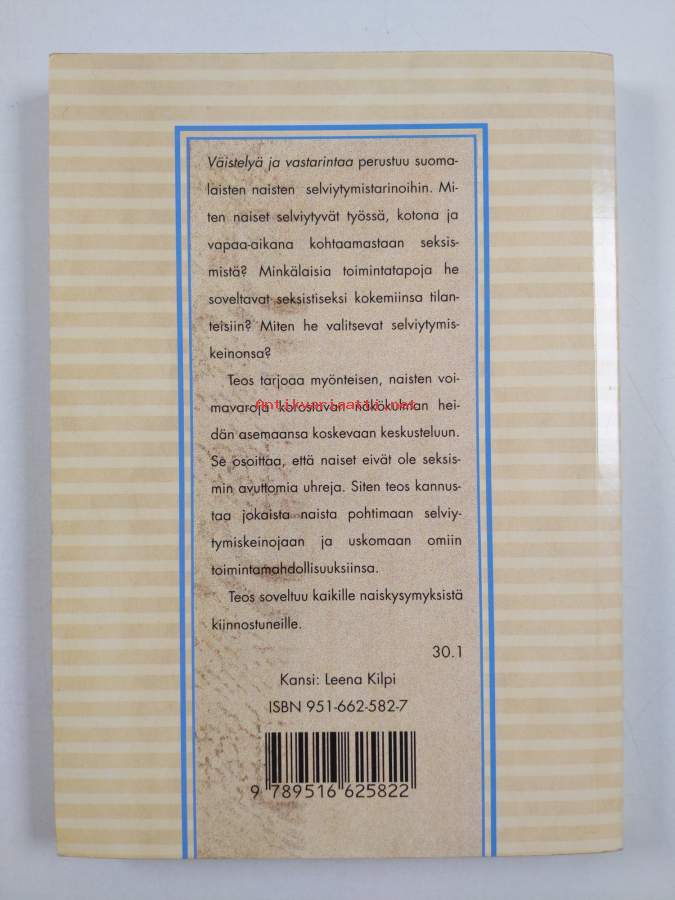 Väistelyä ja vastarintaa perustuu suoma-
laisten naisten selviytymistarinoihin. Mi-
ten naiset selviytyvät työssä, kotona ja
vapaa-aikana kohtaamastaan seksis-
mistä? Minkälaisia toimintatapoja he
soveltavat seksistiseksi kokemiinsa tilan-
teisiin? Miten he valitsevat selviytymis-
keinonsa?
Teos tarjoaa myönteisen, naisten voi-
Antikvariaatti.net
mavaroja korostavan näkökulman hei-
dän asemaansa koskevaan keskusteluun.
Se osoittaa, että naiset eivät ole seksis-
min avuttomia uhreja. Siten teos kannus-
taa jokaista naista pohtimaan selviy-
tymiskeinojaan ja uskomaan omiin
toimintamahdollisuuksiinsa.
Teos soveltuu kaikille naiskysymyksistä
kiinnostuneille.
30.1
Kansi: Leena Kilpi
ISBN 951-662-582-7
9 789516 625822